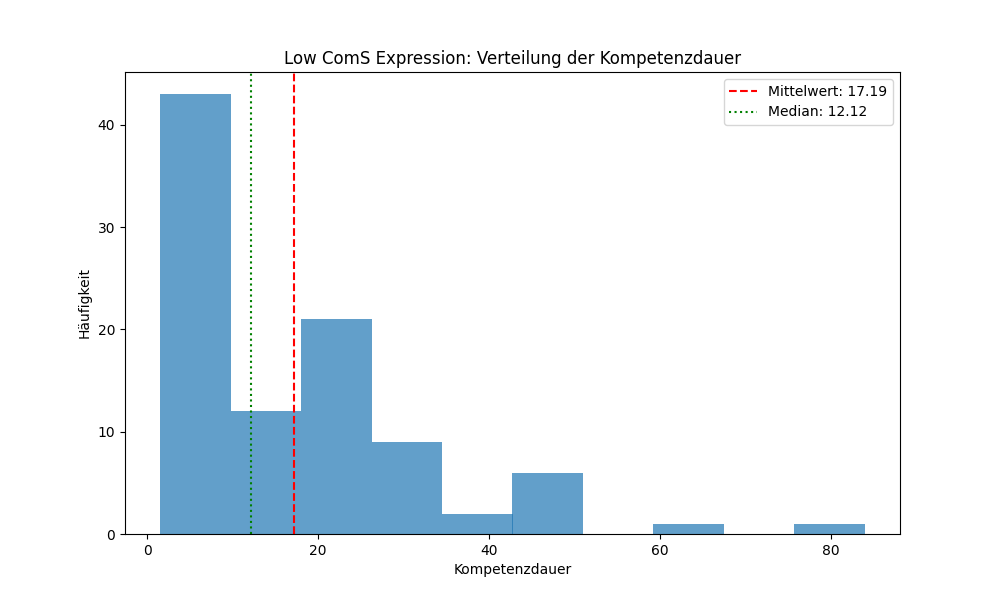 Low ComS Expression: Verteilung der Kompetenzdauer
Mittelwert: 17.19
Median: 12.12
Häufigkeit
40
30
20
10
0
0 20 40 60 80
Kompetenzdauer